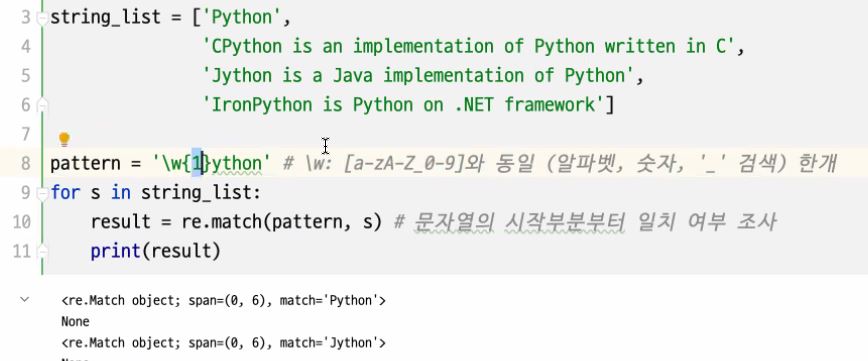 3 string_list = ['Python',
4 'CPython is an implementation of Python written in C',
5 'Jython is a Java implementation of Python',
6 'IronPython is Python on .NET framework']
7
8 pattern = '\w{1}ython' # \w: [a-zA-Z_0-9]와 동일 (알파벳, 숫자, '_' 검색) 한개
9 for s in string_list:
10 result = re.match(pattern, s) # 문자열의 시작부분부터 일치 여부 조사
11 print(result)
<re.Match object; span=(0, 6), match='Python'>
None
<re.Match object; span=(0, 6), match='Jython'>